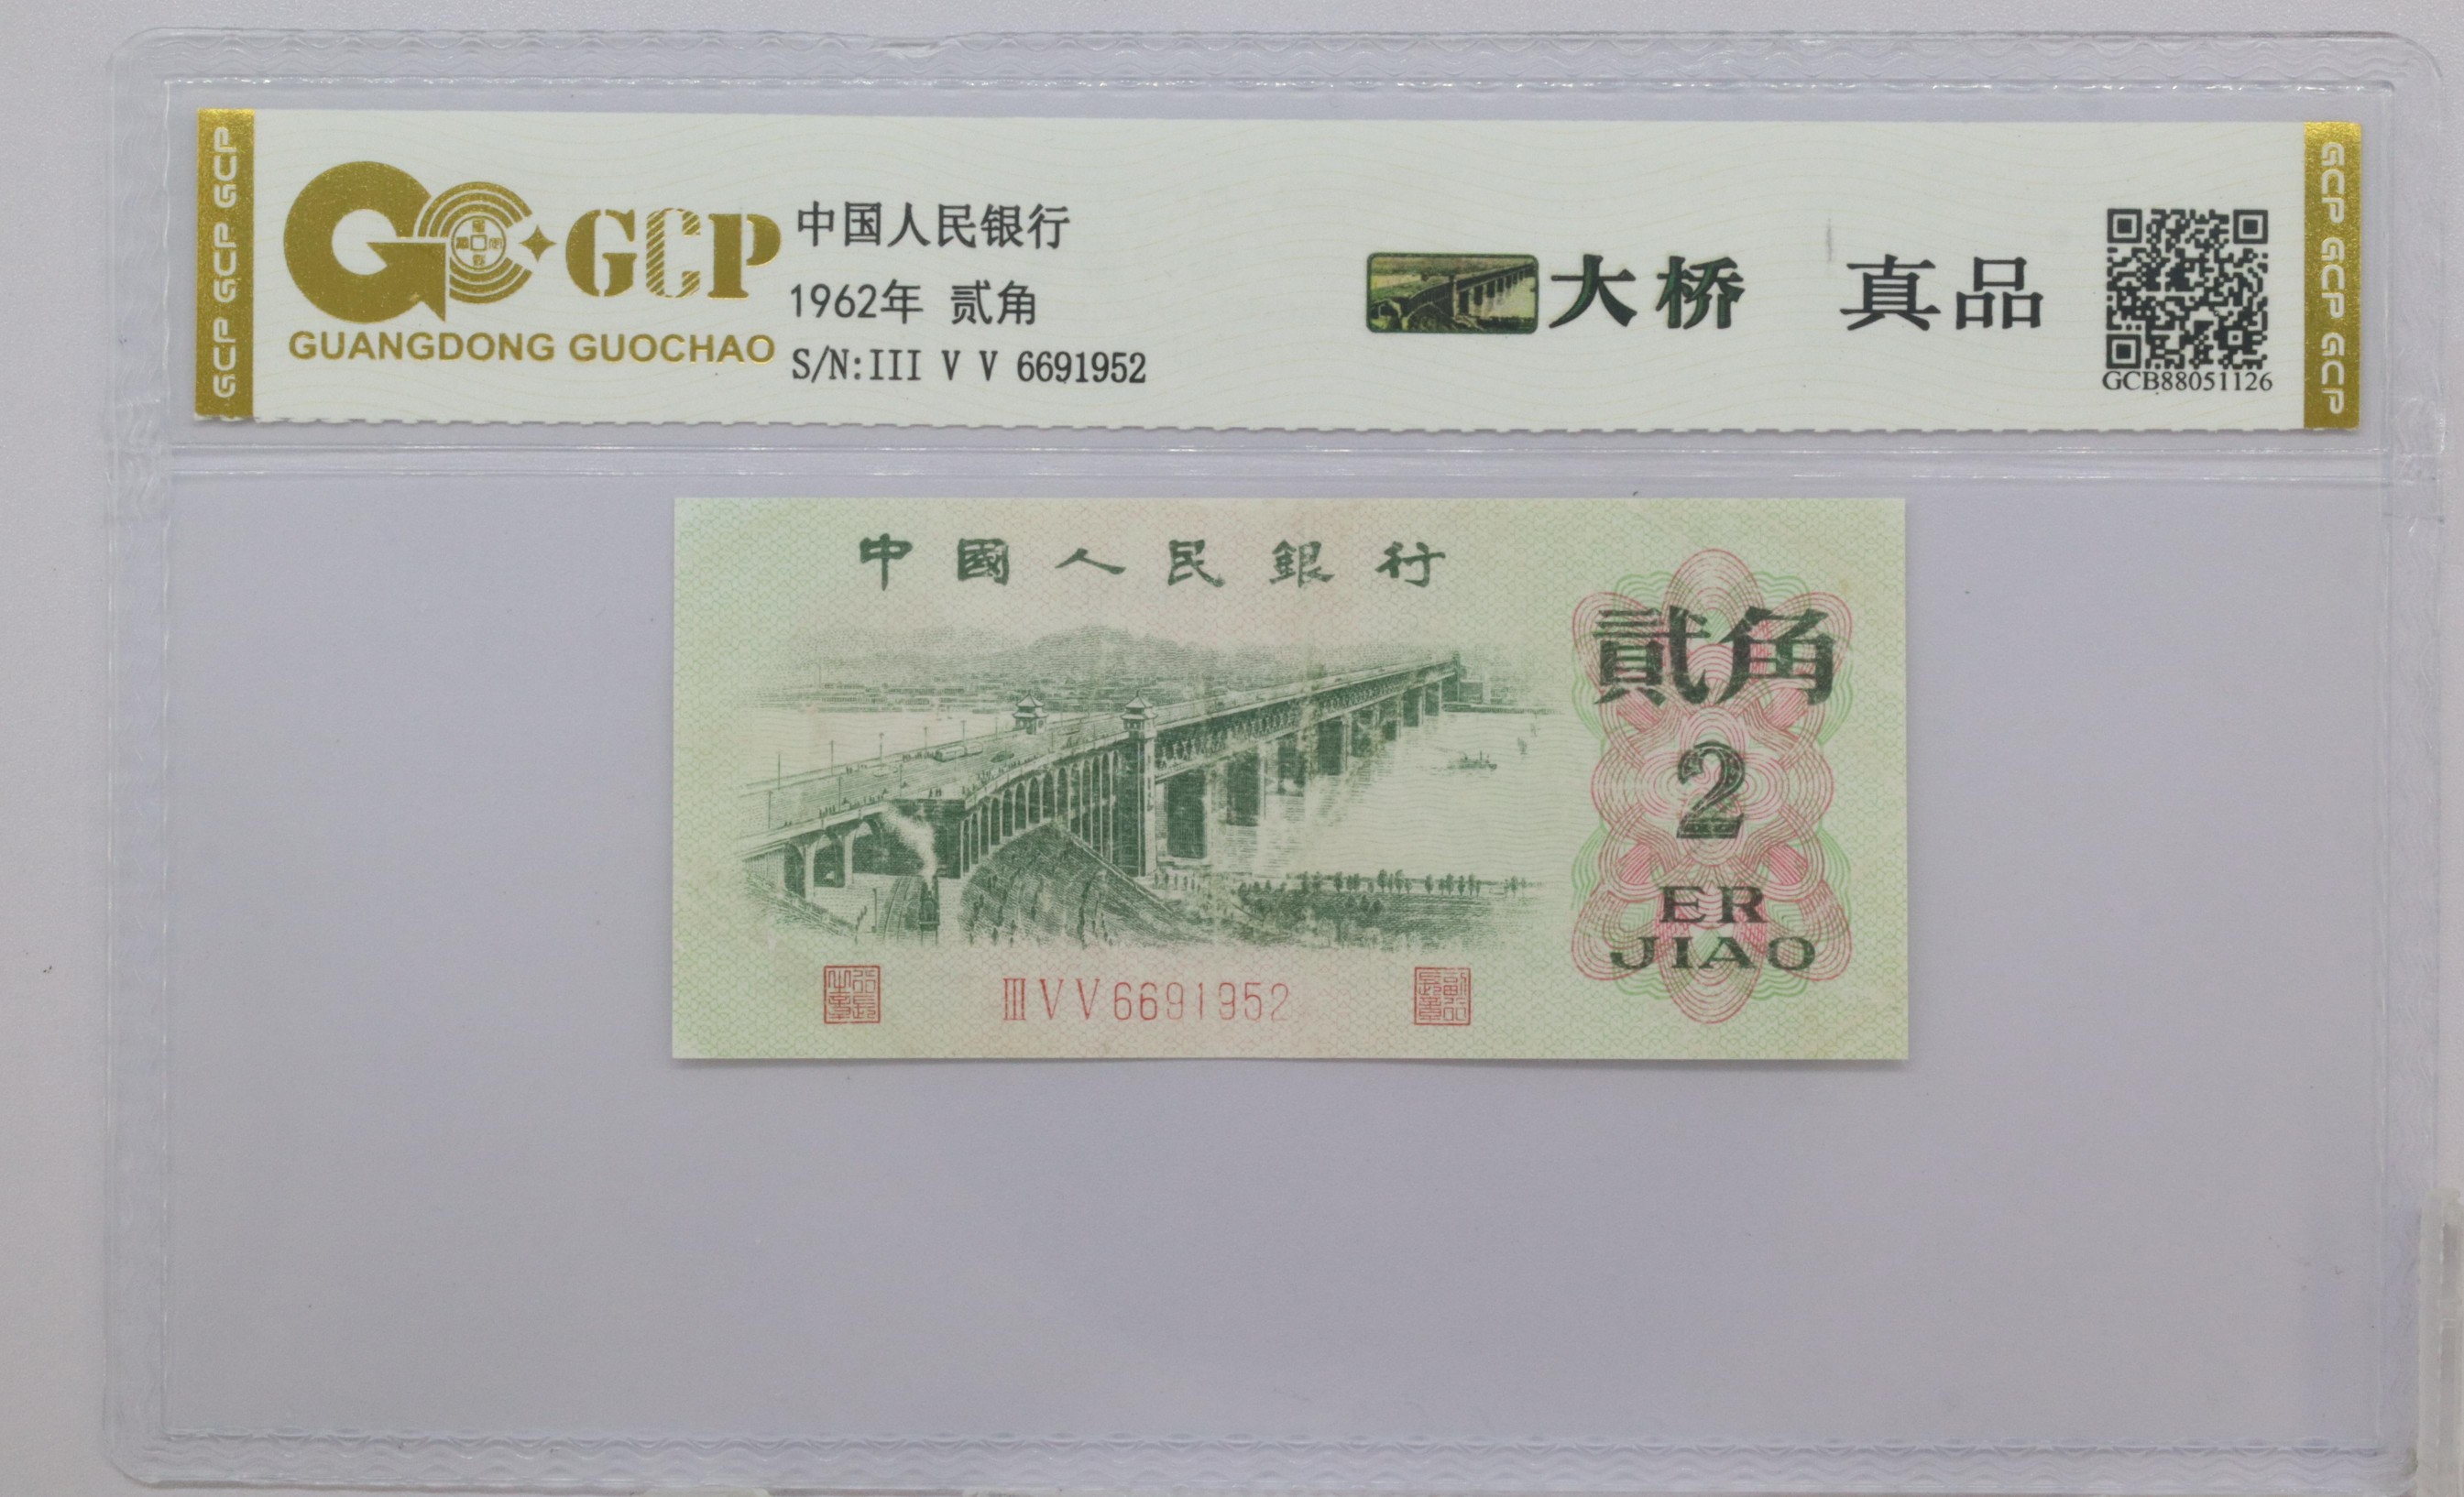 GCP GCP GCP
GCP
GUANGDONG GUOCHAO
中国人民银行
1962年 贰角
S/N:III V V 6691952
大桥 真品
GCB88051126
GCP GCP GCP
中國人民銀行
貳角
2
ER
JIAO
III V V 6691952